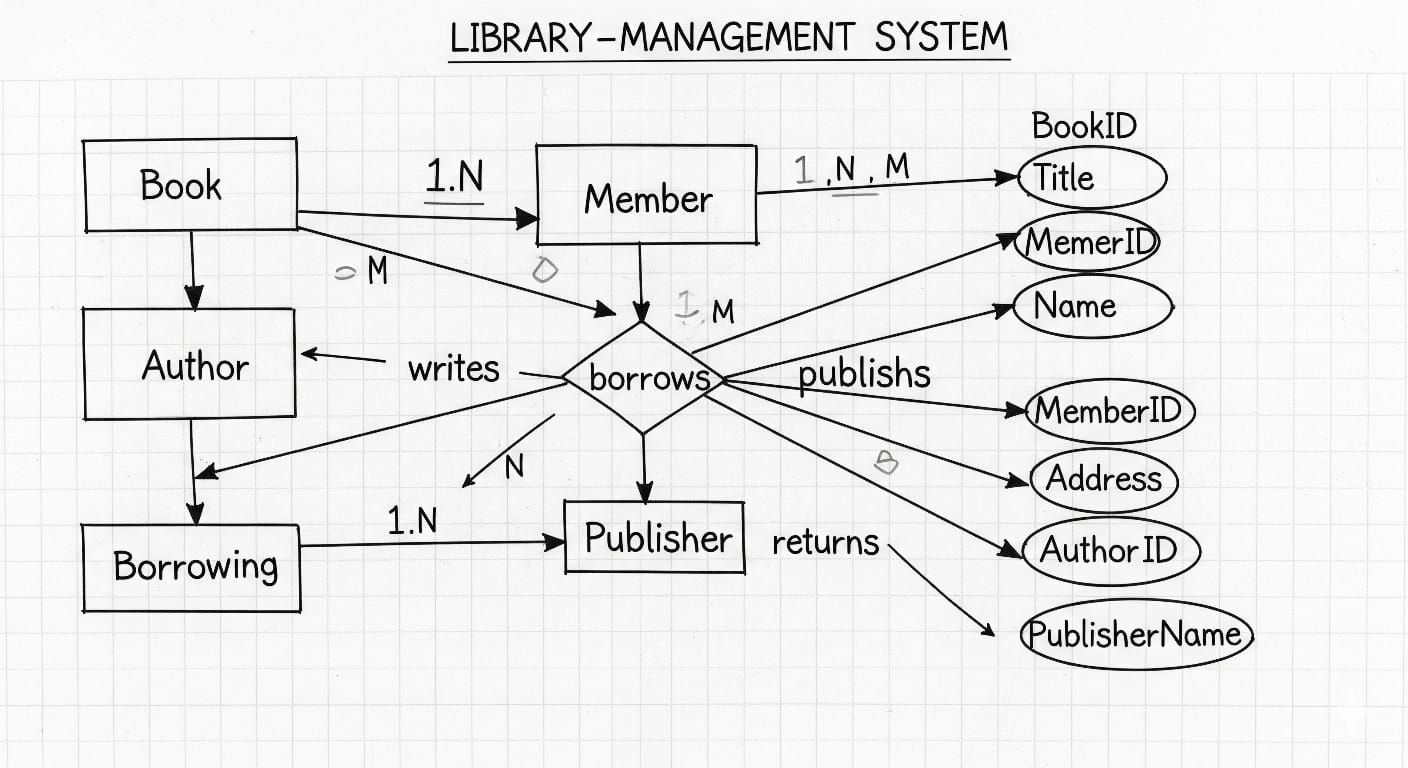 LIBRARY-MANAGEMENT SYSTEM
BookID
Book
1.N
Member
1 ,N , M
Title
MemerID
M
1. M
Name
Author
writes
borrows
publishs
MemberID
N
Address
1.N
Borrowing
Publisher
returns
AuthorID
PublisherName